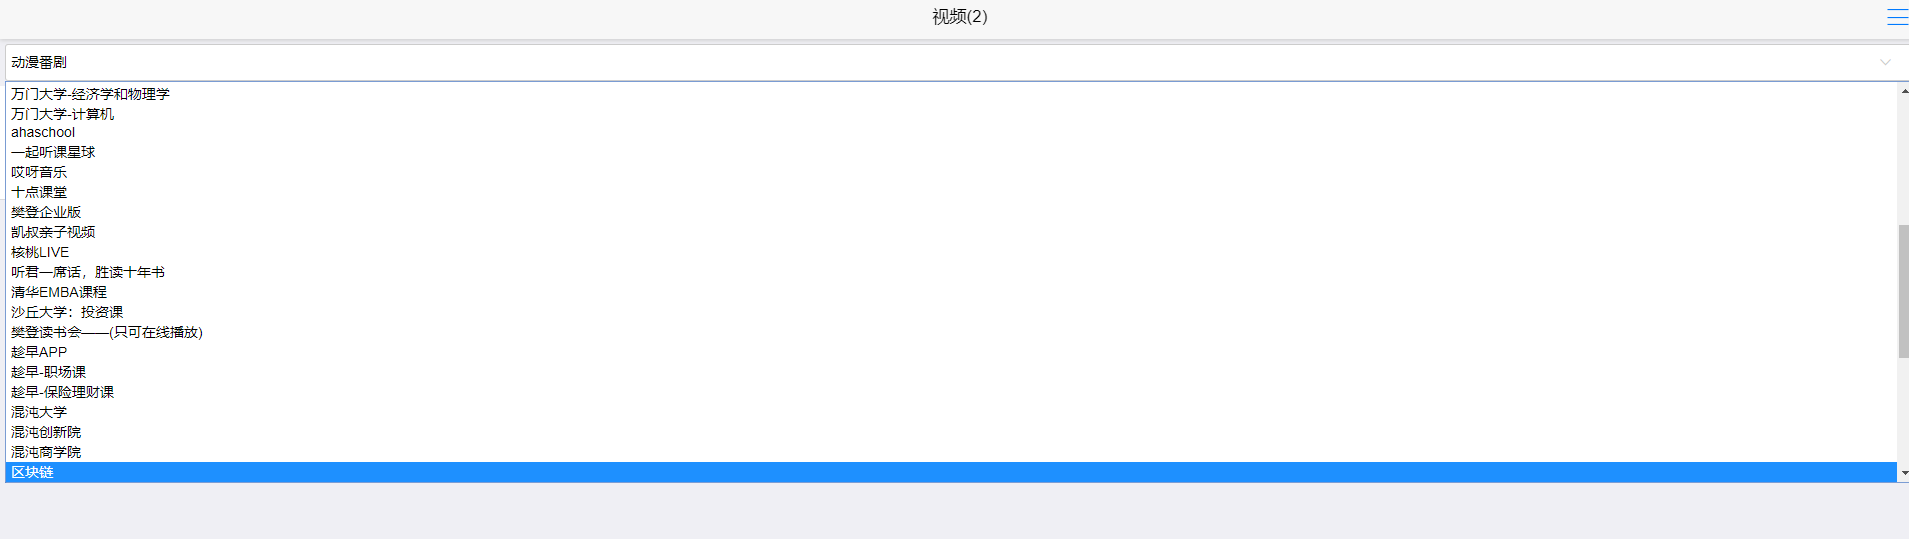 视频(2)
动漫番剧
万门大学-经济学和物理学
万门大学-计算机
ahaschool
一起听课星球
哎呀音乐
十点课堂
樊登企业版
凯叔亲子视频
核桃LIVE
听君一席话，胜读十年书
清华EMBA课程
沙丘大学：投资课
樊登读书会——(只可在线播放)
趁早APP
趁早-职场课
趁早-保险理财课
混沌大学
混沌创新院
混沌商学院
区块链